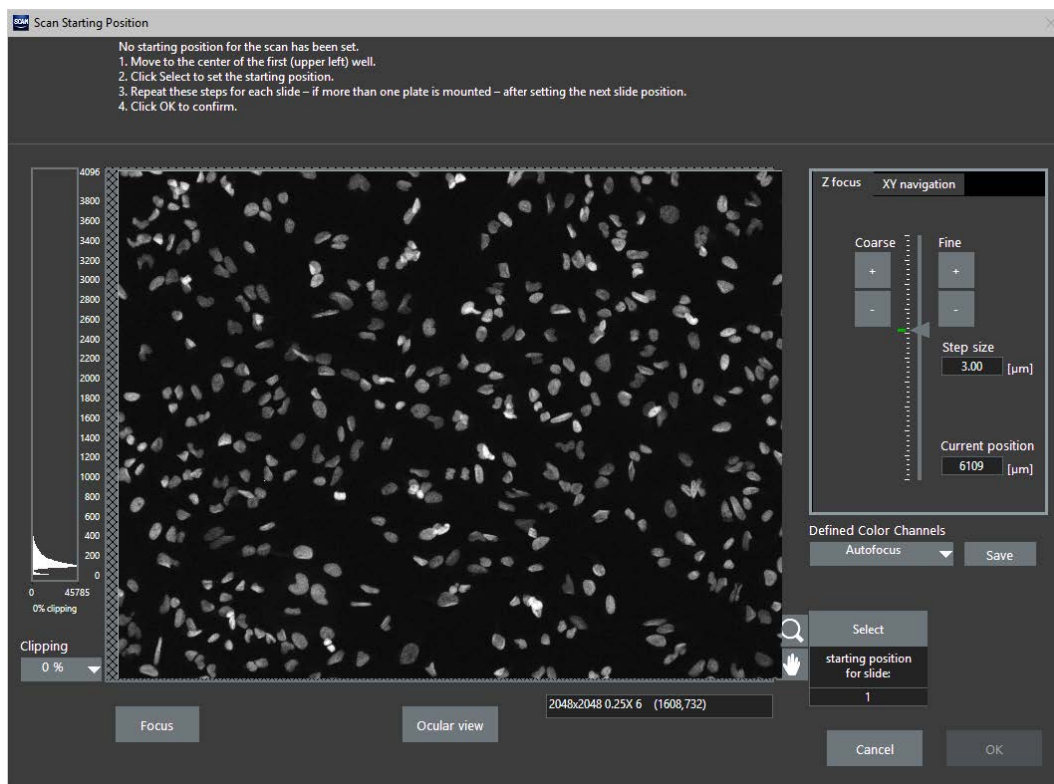 SCAN Scan Starting Position
No starting position for the scan has been set.
1. Move to the center of the first (upper left) well.
2. Click Select to set the starting position.
3. Repeat these steps for each slide – if more than one plate is mounted – after setting the next slide position.
4. Click OK to confirm.
4096
3800
3600
3400
3200
3000
2800
2600
2400
2200
2000
1800
1600
1400
1200
1000
800
600
400
200
0
0 45785
0% clipping
Clipping
0 %
Z focus XY navigation
Coarse Fine
+ +
- -
Step size
3.00 [µm]
Current position
6109 [µm]
Defined Color Channels
Autofocus Save
Select
starting position
for slide:
1
2048x2048 0.25X 6 (1608,732)
Focus Ocular view
Cancel OK